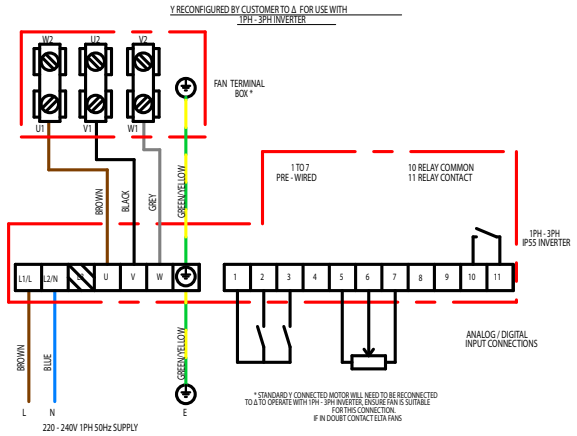 Y RECONFIGURED BY CUSTOMER TO Δ FOR USE WITH
1PH - 3PH INVERTER
W2 U2 V2
FAN TERMINAL
BOX *
U1 V1 W1
BROWN
BLACK
GREY
GREEN/YELLOW
1 TO 7
PRE - WIRED
10 RELAY COMMON
11 RELAY CONTACT
1PH - 3PH
IP55 INVERTER
L1/L L2/N L3 U V W
1 2 3 4 5 6 7 8 9 10 11
BROWN
BLUE
GREEN/YELLOW
ANALOG / DIGITAL
INPUT CONNECTIONS
L N E
220 - 240V 1PH 50Hz SUPPLY
* STANDARD Y CONNECTED MOTOR WILL NEED TO BE RECONNECTED
TO Δ TO OPERATE WITH 1PH - 3PH INVERTER, ENSURE FAN IS SUITABLE
FOR THIS CONNECTION.
IF IN DOUBT CONTACT ELTA FANS